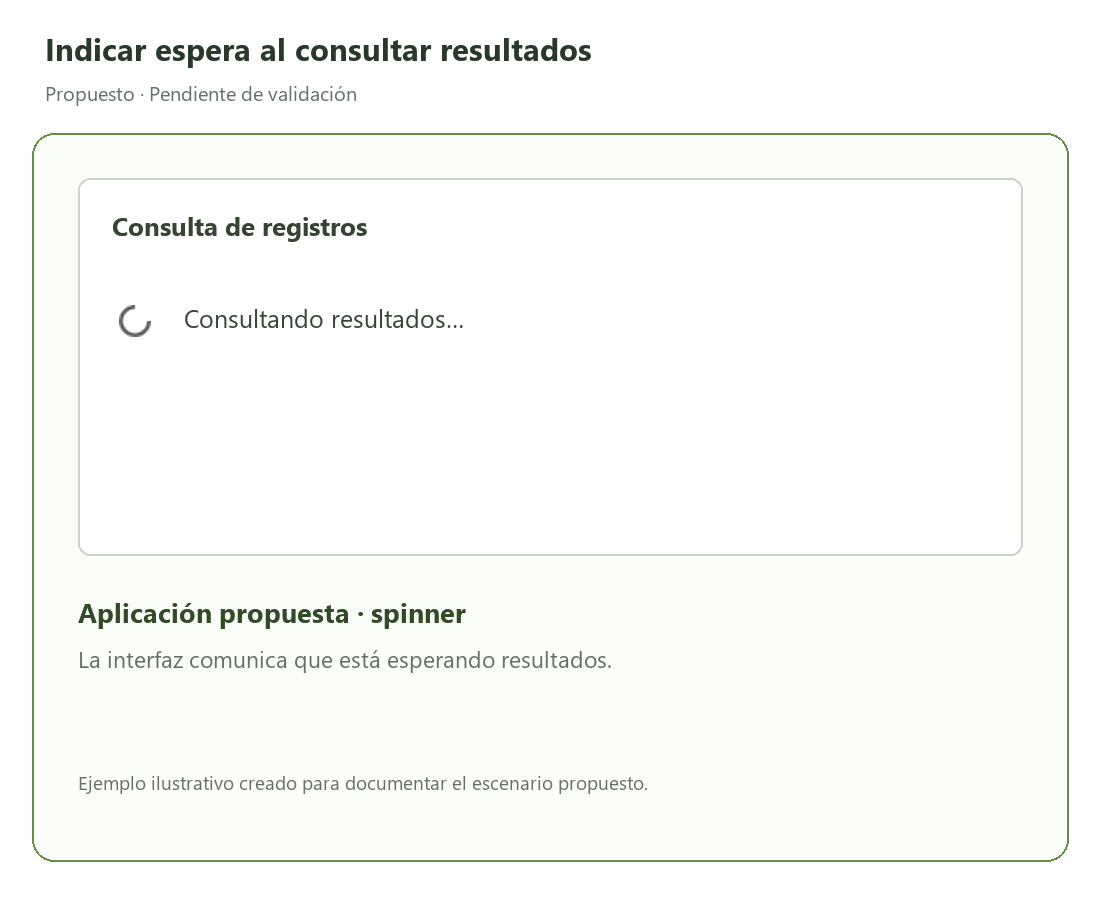 Indicar espera al consultar resultados
Propuesto · Pendiente de validación
Consulta de registros
Consultando resultados...
Aplicación propuesta · spinner
La interfaz comunica que está esperando resultados.
Ejemplo ilustrativo creado para documentar el escenario propuesto.